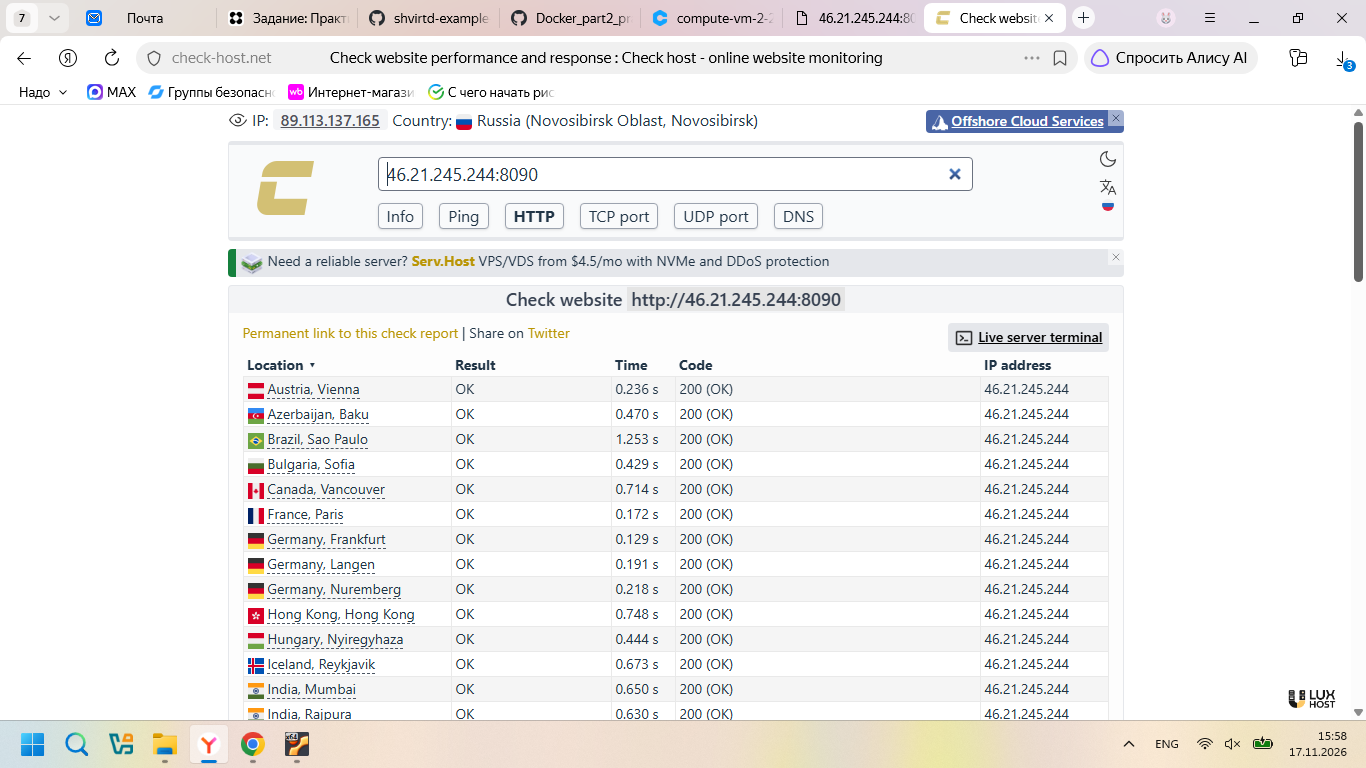 7 Почта Задание: Практ shvirtd-example Docker_part2_pr compute-vm-2-2 46.21.245.244:80 Check website
check-host.net Check website performance and response : Check host - online website monitoring Спросить Алису AI 3
Надо MAX Группы безопасно wb Интернет-магази С чего начать рис
IP: 89.113.137.165 Country: Russia (Novosibirsk Oblast, Novosibirsk) Offshore Cloud Services
46.21.245.244:8090
Info Ping HTTP TCP port UDP port DNS
Need a reliable server? Serv.Host VPS/VDS from $4.5/mo with NVMe and DDoS protection
Check website http://46.21.245.244:8090
Permanent link to this check report | Share on Twitter Live server terminal
Location Result Time Code IP address
Austria, Vienna OK 0.236 s 200 (OK) 46.21.245.244
Azerbaijan, Baku OK 0.470 s 200 (OK) 46.21.245.244
Brazil, Sao Paulo OK 1.253 s 200 (OK) 46.21.245.244
Bulgaria, Sofia OK 0.429 s 200 (OK) 46.21.245.244
Canada, Vancouver OK 0.714 s 200 (OK) 46.21.245.244
France, Paris OK 0.172 s 200 (OK) 46.21.245.244
Germany, Frankfurt OK 0.129 s 200 (OK) 46.21.245.244
Germany, Langen OK 0.191 s 200 (OK) 46.21.245.244
Germany, Nuremberg OK 0.218 s 200 (OK) 46.21.245.244
Hong Kong, Hong Kong OK 0.748 s 200 (OK) 46.21.245.244
Hungary, Nyiregyhaza OK 0.444 s 200 (OK) 46.21.245.244
Iceland, Reykjavik OK 0.673 s 200 (OK) 46.21.245.244
India, Mumbai OK 0.650 s 200 (OK) 46.21.245.244
India, Rajpura OK 0.630 s 200 (OK) 46.21.245.244
LUX
HOST
ENG 15:58
17.11.2026